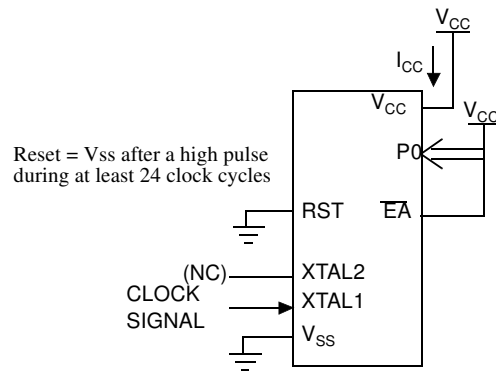 VCC
ICC
VCC
VCC
P0
Reset = Vss after a high pulse
during at least 24 clock cycles
RST
EA
(NC)
XTAL2
CLOCK
SIGNAL
XTAL1
VSS